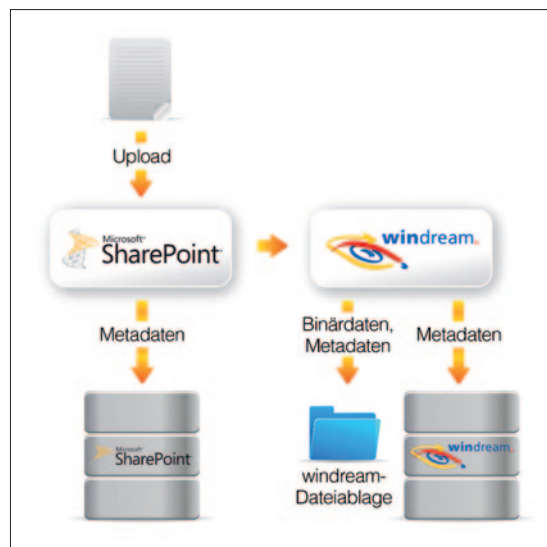 Upload
Microsoft®
SharePoint
windream®
Metadaten
Binärdaten,
Metadaten
Metadaten
Microsoft®
SharePoint
windream-
Dateiablage
windream®